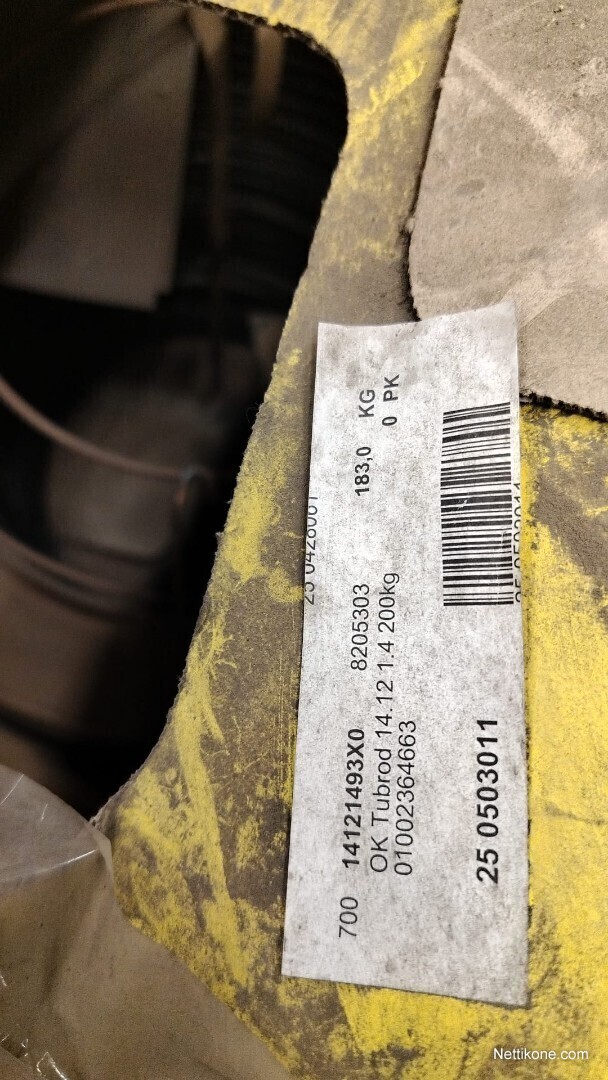 700 14121493X0 8205303 183,0 KG
OK Tubrod 14.12 1.4 200kg 0 PK
01002364663
25 0503011
Nettikone.com